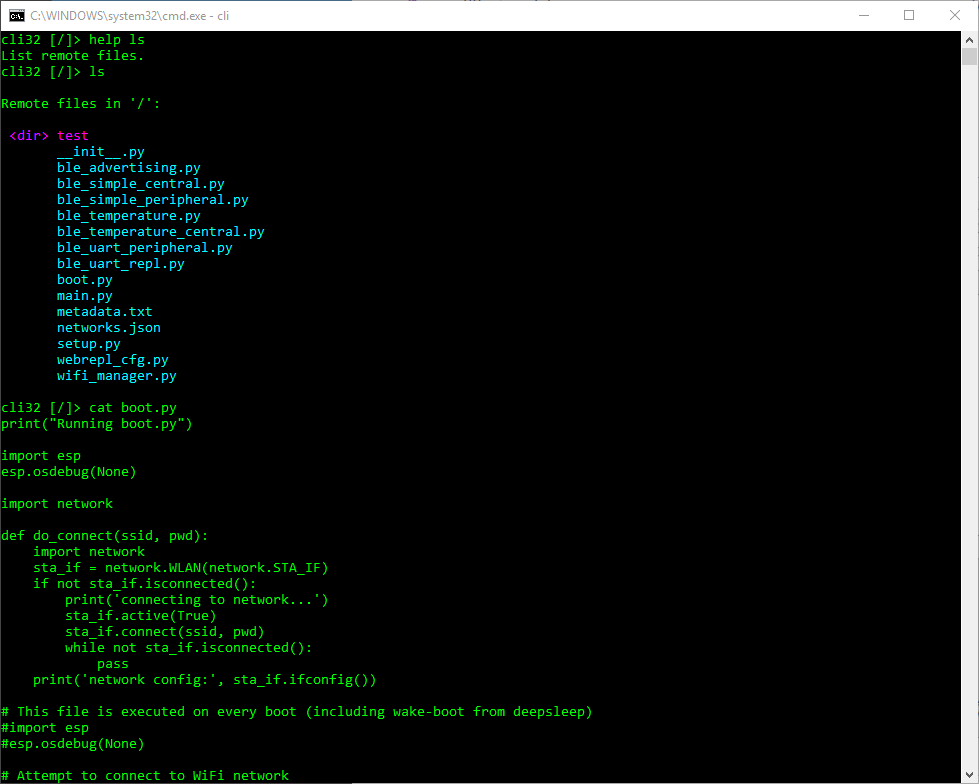 C:\WINDOWS\system32\cmd.exe - cli
cli32 [/]> help ls
List remote files.
cli32 [/]> ls
Remote files in '/':
<dir> test
__init__.py
ble_advertising.py
ble_simple_central.py
ble_simple_peripheral.py
ble_temperature.py
ble_temperature_central.py
ble_uart_peripheral.py
ble_uart_repl.py
boot.py
main.py
metadata.txt
networks.json
setup.py
webrepl_cfg.py
wifi_manager.py
cli32 [/]> cat boot.py
print("Running boot.py")
import esp
esp.osdebug(None)
import network
def do_connect(ssid, pwd):
    import network
    sta_if = network.WLAN(network.STA_IF)
    if not sta_if.isconnected():
        print('connecting to network...')
        sta_if.active(True)
        sta_if.connect(ssid, pwd)
        while not sta_if.isconnected():
            pass
    print('network config:', sta_if.ifconfig())
# This file is executed on every boot (including wake-boot from deepsleep)
#import esp
#esp.osdebug(None)
# Attempt to connect to WiFi network